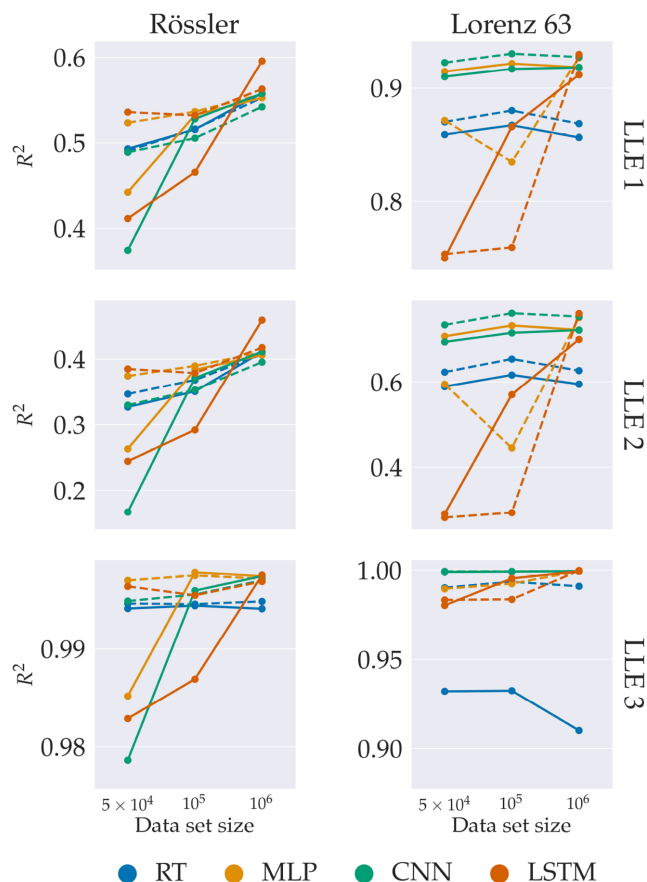 Rössler
Lorenz 63
0.6
0.5
0.4
R²
0.9
0.8
LLE 1
0.4
0.3
0.2
R²
0.6
0.4
LLE 2
0.99
0.98
R²
1.00
0.95
0.90
LLE 3
5 × 10⁴ 10⁵ 10⁶
Data set size
5 × 10⁴ 10⁵ 10⁶
Data set size
RT MLP CNN LSTM